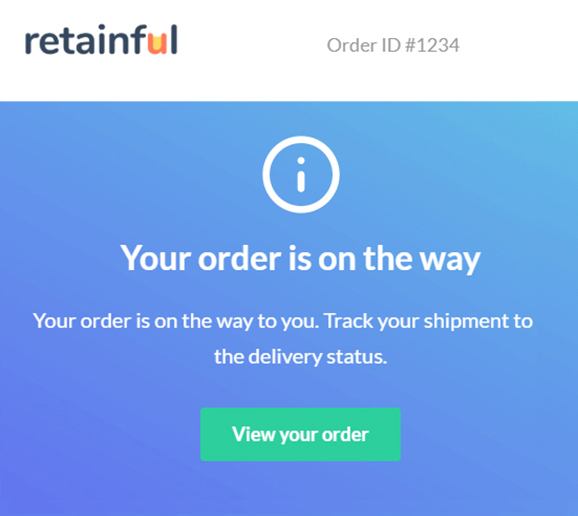 retainful
Order ID #1234
Your order is on the way
Your order is on the way to you. Track your shipment to
the delivery status.
View your order